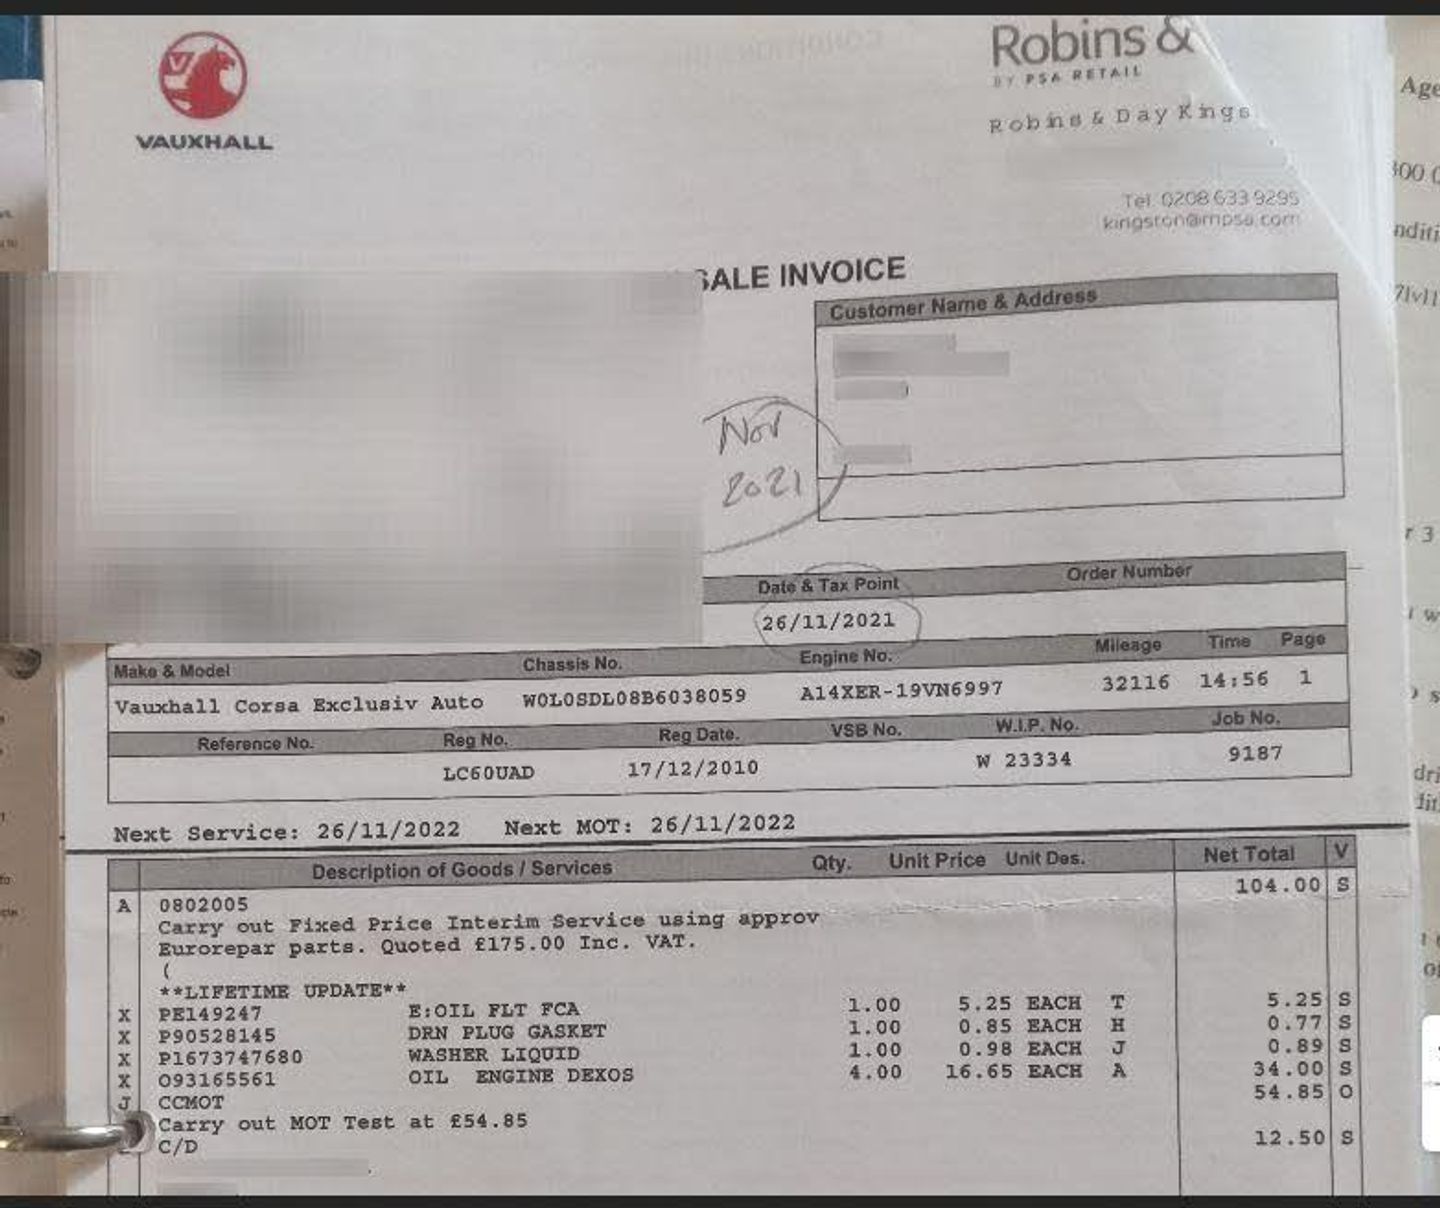 VAUXHALL
Robins &
BY PSA RETAIL
Robins & Day Kings
Tel 0208 633 9295
kingston@mpsa.com
SALE INVOICE
Customer Name & Address
Nov
2021
Date & Tax Point Order Number
26/11/2021
Make & Model Chassis No. Engine No. Mileage Time Page
Vauxhall Corsa Exclusiv Auto W0L0SDL08B6038059 A14XER-19VN6997 32116 14:56 1
Reference No. Reg No. Reg Date. VSB No. W.I.P. No. Job No.
LC60UAD 17/12/2010 W 23334 9187
Next Service: 26/11/2022 Next MOT: 26/11/2022
Description of Goods / Services Qty. Unit Price Unit Des. Net Total V
A 0802005 104.00 S
Carry out Fixed Price Interim Service using approv
Eurorepar parts. Quoted £175.00 Inc. VAT.
(
**LIFETIME UPDATE**
X PE149247 E:OIL FLT FCA 1.00 5.25 EACH T 5.25 S
X P90528145 DRN PLUG GASKET 1.00 0.85 EACH H 0.77 S
X P1673747680 WASHER LIQUID 1.00 0.98 EACH J 0.89 S
X O93165561 OIL ENGINE DEXOS 4.00 16.65 EACH A 34.00 S
J CCMOT 54.85 O
Carry out MOT Test at £54.85
C/D 12.50 S